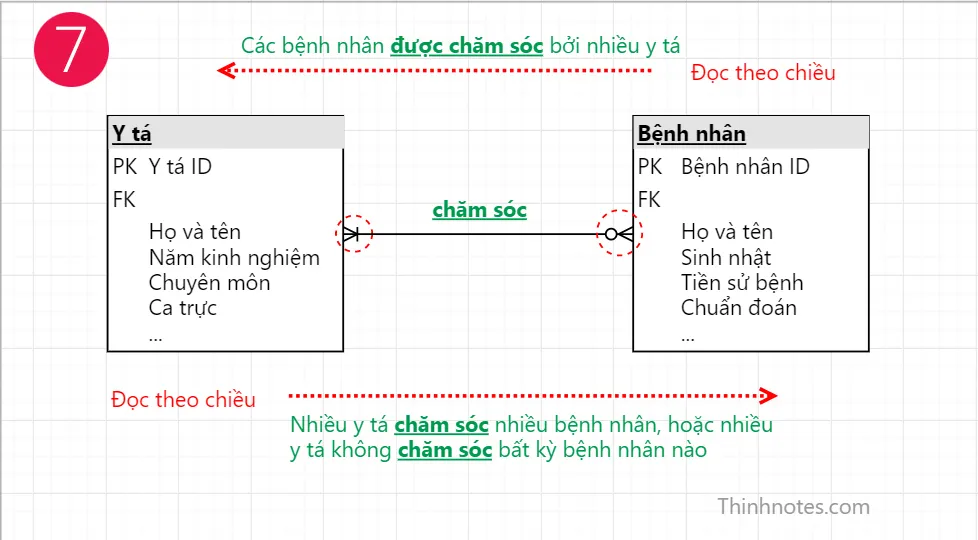 7
Các bệnh nhân được chăm sóc bởi nhiều y tá
Đọc theo chiều
Y tá
PK Y tá ID
FK
Họ và tên
Năm kinh nghiệm
Chuyên môn
Ca trực
...
chăm sóc
Bệnh nhân
PK Bệnh nhân ID
FK
Họ và tên
Sinh nhật
Tiền sử bệnh
Chuẩn đoán
...
Đọc theo chiều
Nhiều y tá chăm sóc nhiều bệnh nhân, hoặc nhiều
y tá không chăm sóc bất kỳ bệnh nhân nào
Thinhnotes.com